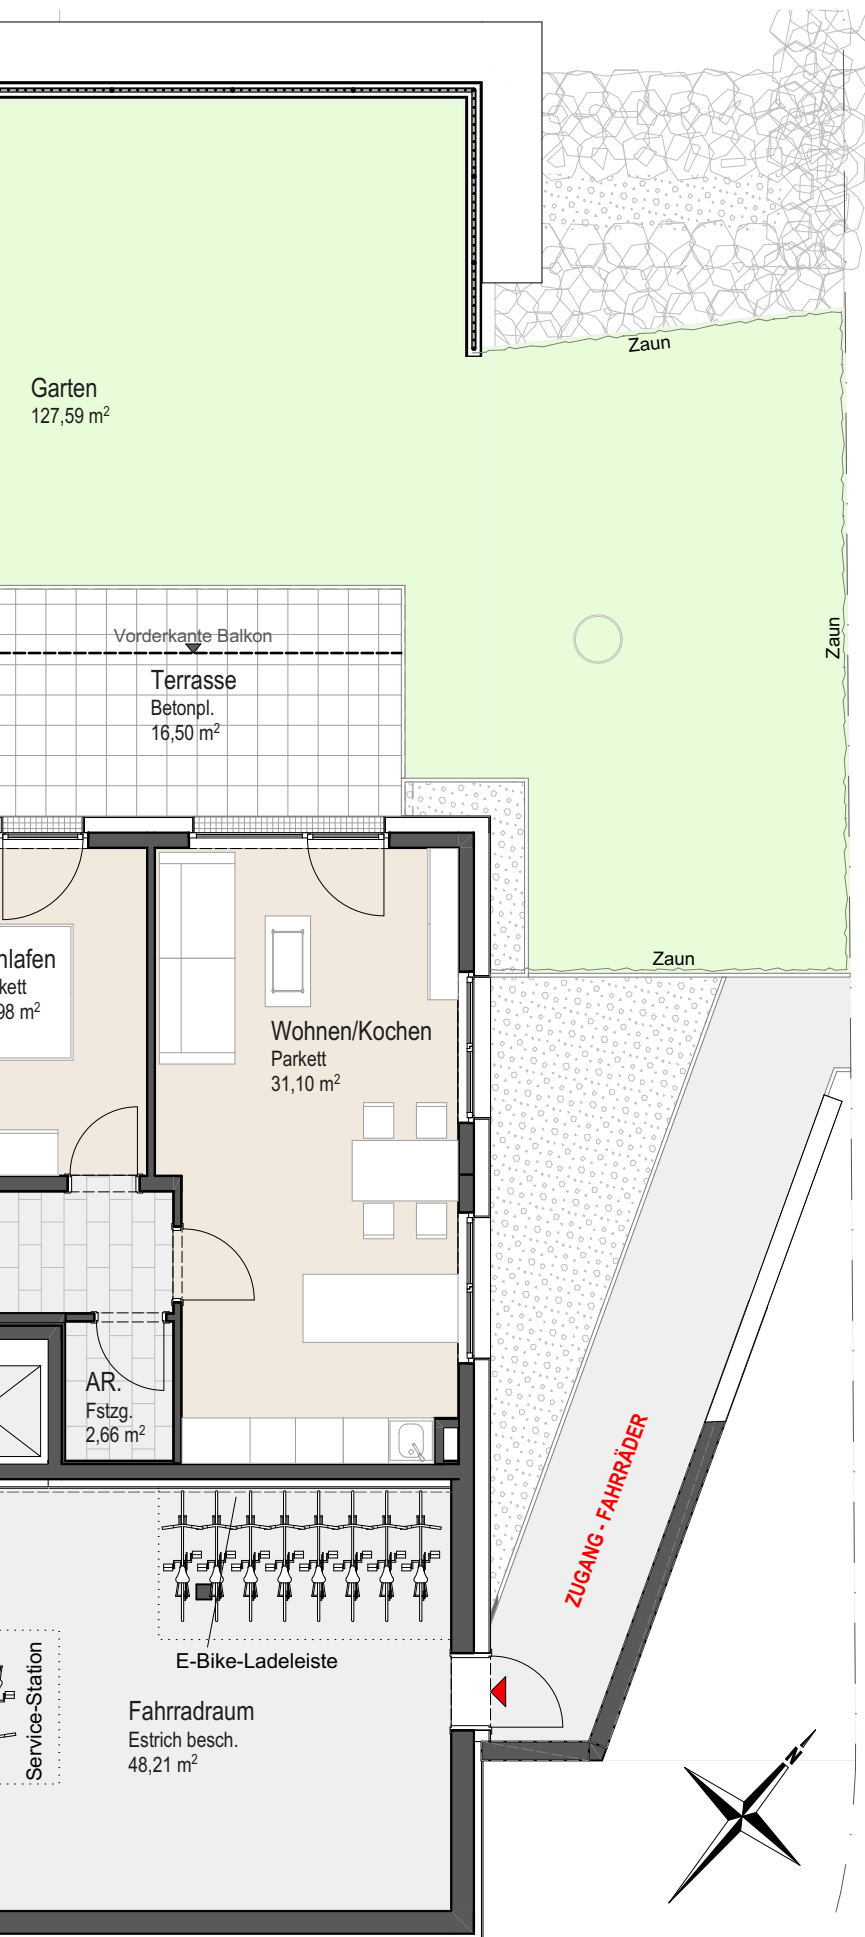 Zaun
Garten
127,59 m²
Zaun
Vorderkante Balkon
Terrasse
Betonpl.
16,50 m²
Zaun
hlafen
kett
98 m²
Wohnen/Kochen
Parkett
31,10 m²
AR.
Fstzg.
2,66 m²
ZUGANG - FAHRRÄDER
E-Bike-Ladeleiste
Service-Station
Fahrradraum
Estrich besch.
48,21 m²
N